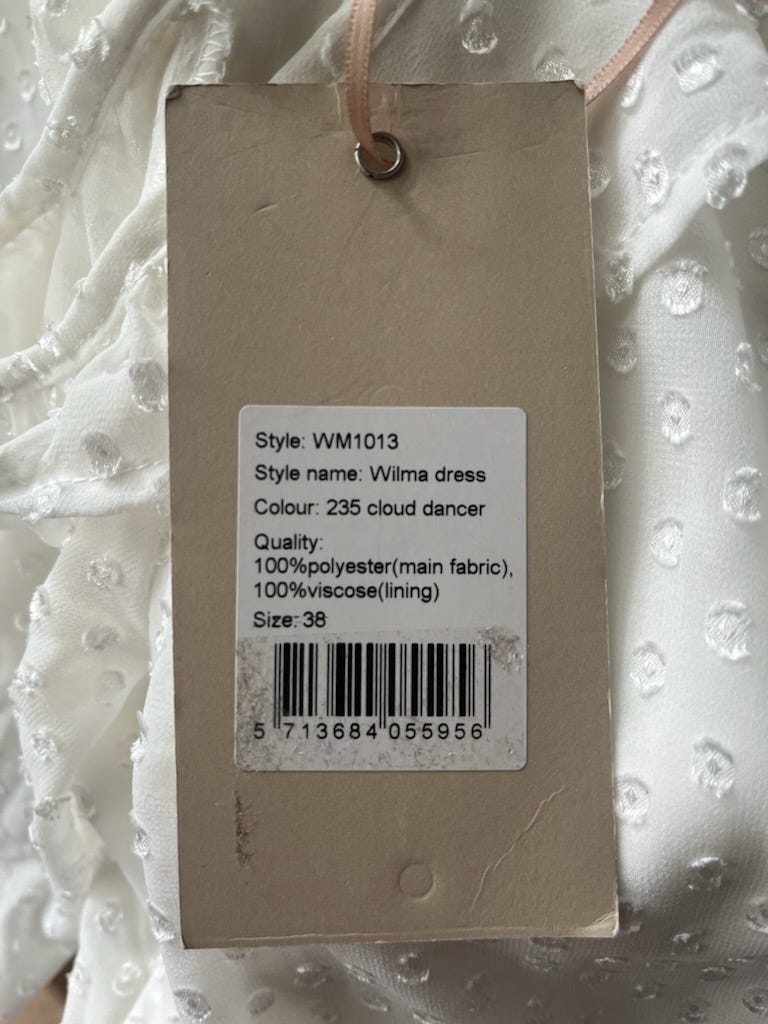 Style: WM1013
Style name: Wilma dress
Colour: 235 cloud dancer
Quality:
100%polyester(main fabric),
100%viscose(lining)
Size: 38
5 713684 055956